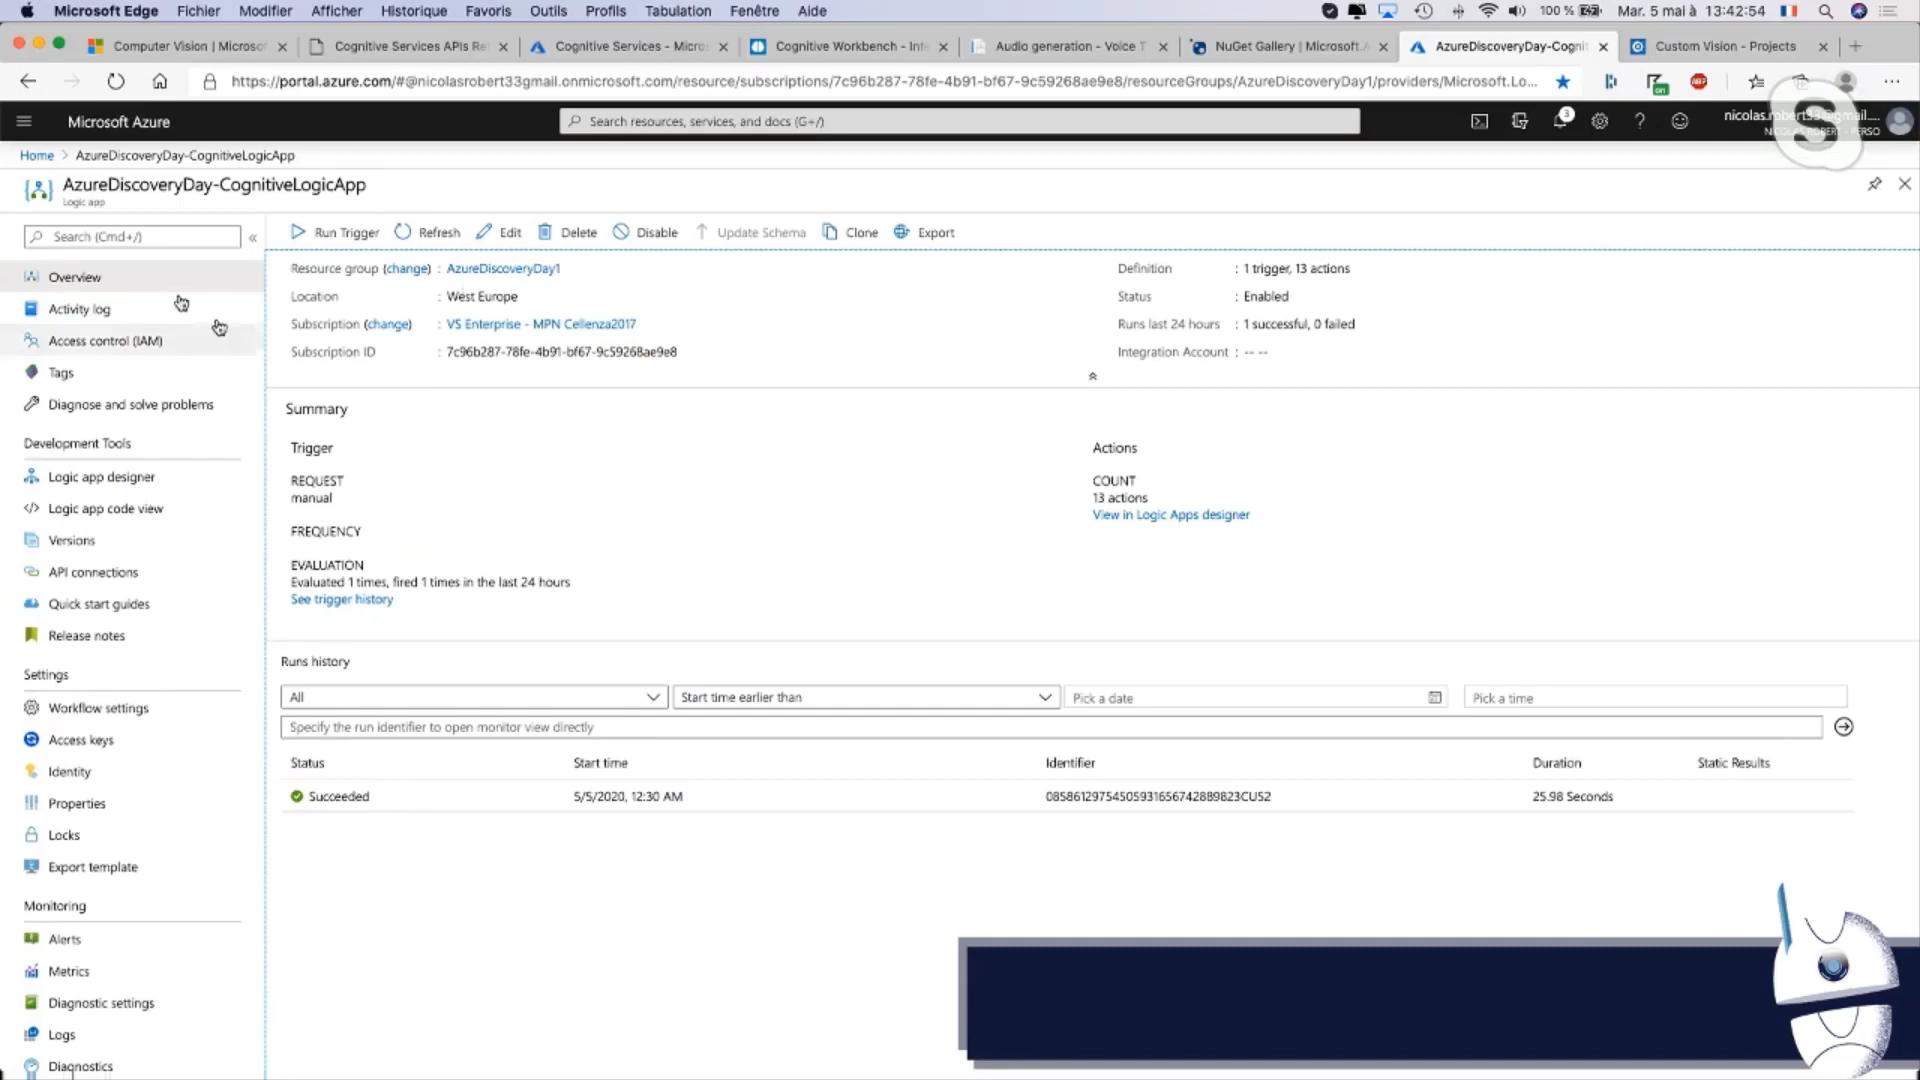 Microsoft Edge Fichier Modifier Afficher Historique Favoris Outils Profils Tabulation Fenêtre Aide 100 % Mar. 5 mai à 13:42:54
Computer Vision | Microsof Cognitive Services APIs Re Cognitive Services - Micro Cognitive Workbench - Int Audio generation - Voice T NuGet Gallery | Microsoft. AzureDiscoveryDay-Cogni Custom Vision - Projects
https://portal.azure.com/#@nicolasrobert33gmail.onmicrosoft.com/resource/subscriptions/7c96b287-78fe-4b91-bf67-9c59268ae9e8/resourceGroups/AzureDiscoveryDay1/providers/Microsoft.Lo...
Microsoft Azure
Search resources, services, and docs (G+/)
3
nicolas.robert33@gmail....
NICOLAS ROBERT - PERSO
Home > AzureDiscoveryDay-CognitiveLogicApp
AzureDiscoveryDay-CognitiveLogicApp
Logic app
Search (Cmd+/)
Overview
Activity log
Access control (IAM)
Tags
Diagnose and solve problems
Development Tools
Logic app designer
Logic app code view
Versions
API connections
Quick start guides
Release notes
Settings
Workflow settings
Access keys
Identity
Properties
Locks
Export template
Monitoring
Alerts
Metrics
Diagnostic settings
Logs
Diagnostics
Run Trigger Refresh Edit Delete Disable Update Schema Clone Export
Resource group (change) : AzureDiscoveryDay1
Location : West Europe
Subscription (change) : VS Enterprise - MPN Cellenza2017
Subscription ID : 7c96b287-78fe-4b91-bf67-9c59268ae9e8
Definition : 1 trigger, 13 actions
Status : Enabled
Runs last 24 hours : 1 successful, 0 failed
Integration Account : -- --
Summary
Trigger
REQUEST
manual
FREQUENCY
EVALUATION
Evaluated 1 times, fired 1 times in the last 24 hours
See trigger history
Actions
COUNT
13 actions
View in Logic Apps designer
Runs history
All Start time earlier than Pick a date Pick a time
Specify the run identifier to open monitor view directly
Status Start time Identifier Duration Static Results
Succeeded 5/5/2020, 12:30 AM 08586129754505931656742889823CU52 25.98 Seconds